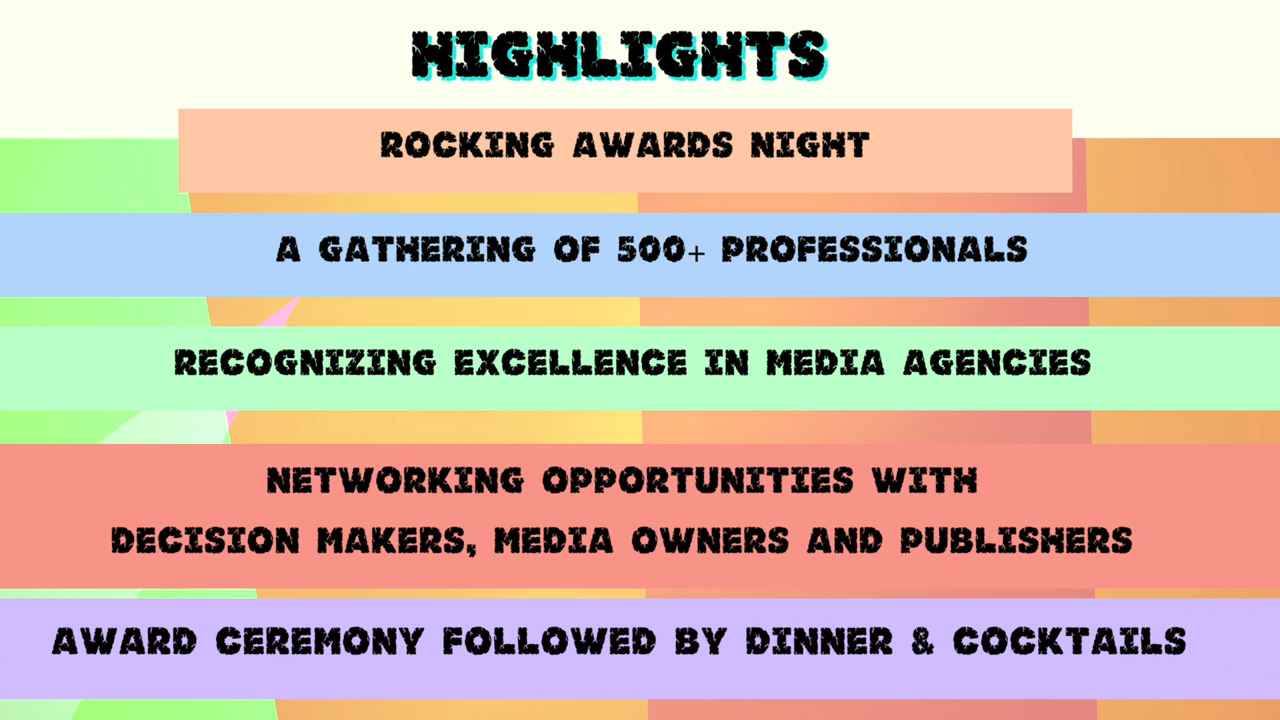 HIGHLIGHTS
ROCKING AWARDS NIGHT
A GATHERING OF 500+ PROFESSIONALS
RECOGNIZING EXCELLENCE IN MEDIA AGENCIES
NETWORKING OPPORTUNITIES WITH
DECISION MAKERS, MEDIA OWNERS AND PUBLISHERS
AWARD CEREMONY FOLLOWED BY DINNER & COCKTAILS